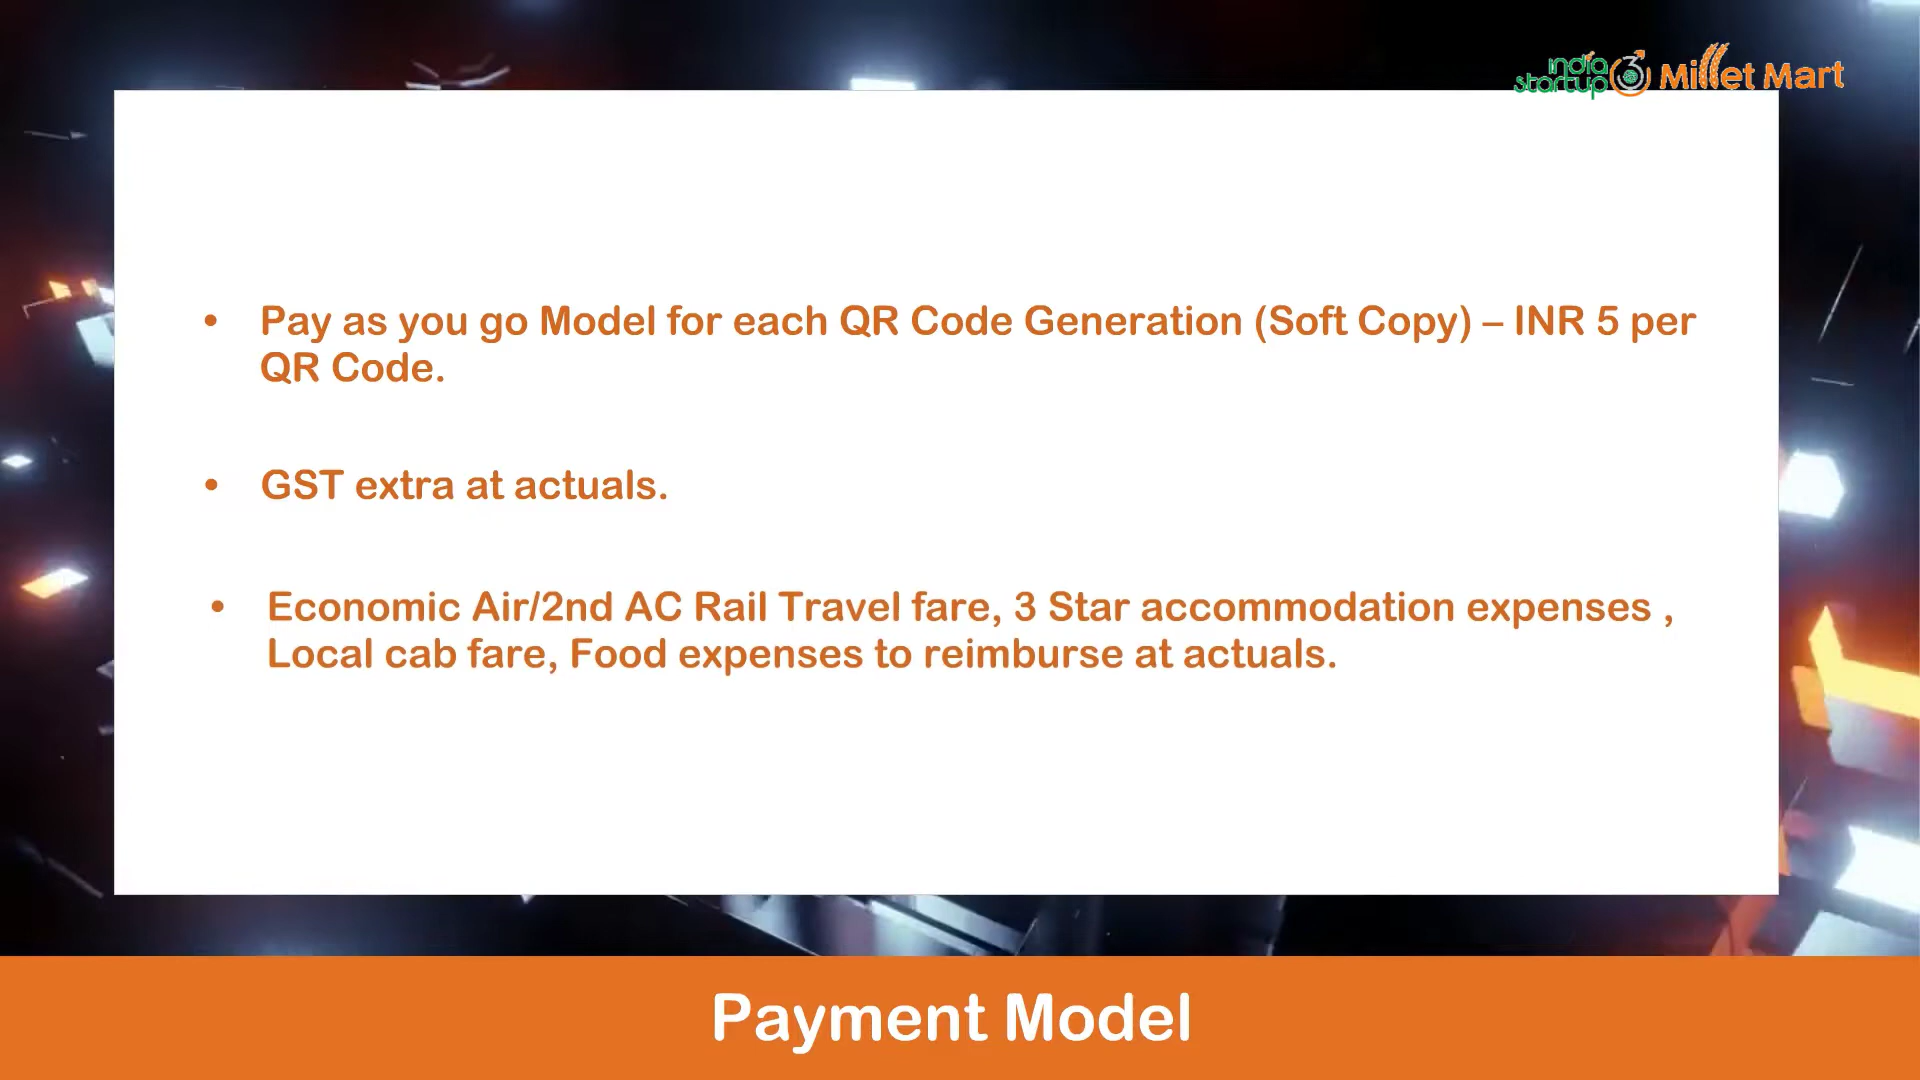 india
startup
3
Millet Mart
• Pay as you go Model for each QR Code Generation (Soft Copy) – INR 5 per
QR Code.
• GST extra at actuals.
• Economic Air/2nd AC Rail Travel fare, 3 Star accommodation expenses ,
Local cab fare, Food expenses to reimburse at actuals.
Payment Model